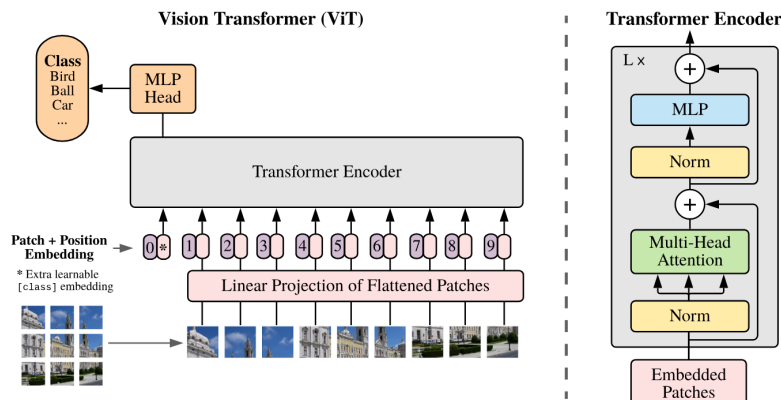 Vision Transformer (ViT)
Class
Bird
Ball
Car
...
MLP
Head
Transformer Encoder
Patch + Position
Embedding
0 * 1 2 3 4 5 6 7 8 9
* Extra learnable
[class] embedding
Linear Projection of Flattened Patches
Transformer Encoder
L ×
+
MLP
Norm
+
Multi-Head
Attention
Norm
Embedded
Patches